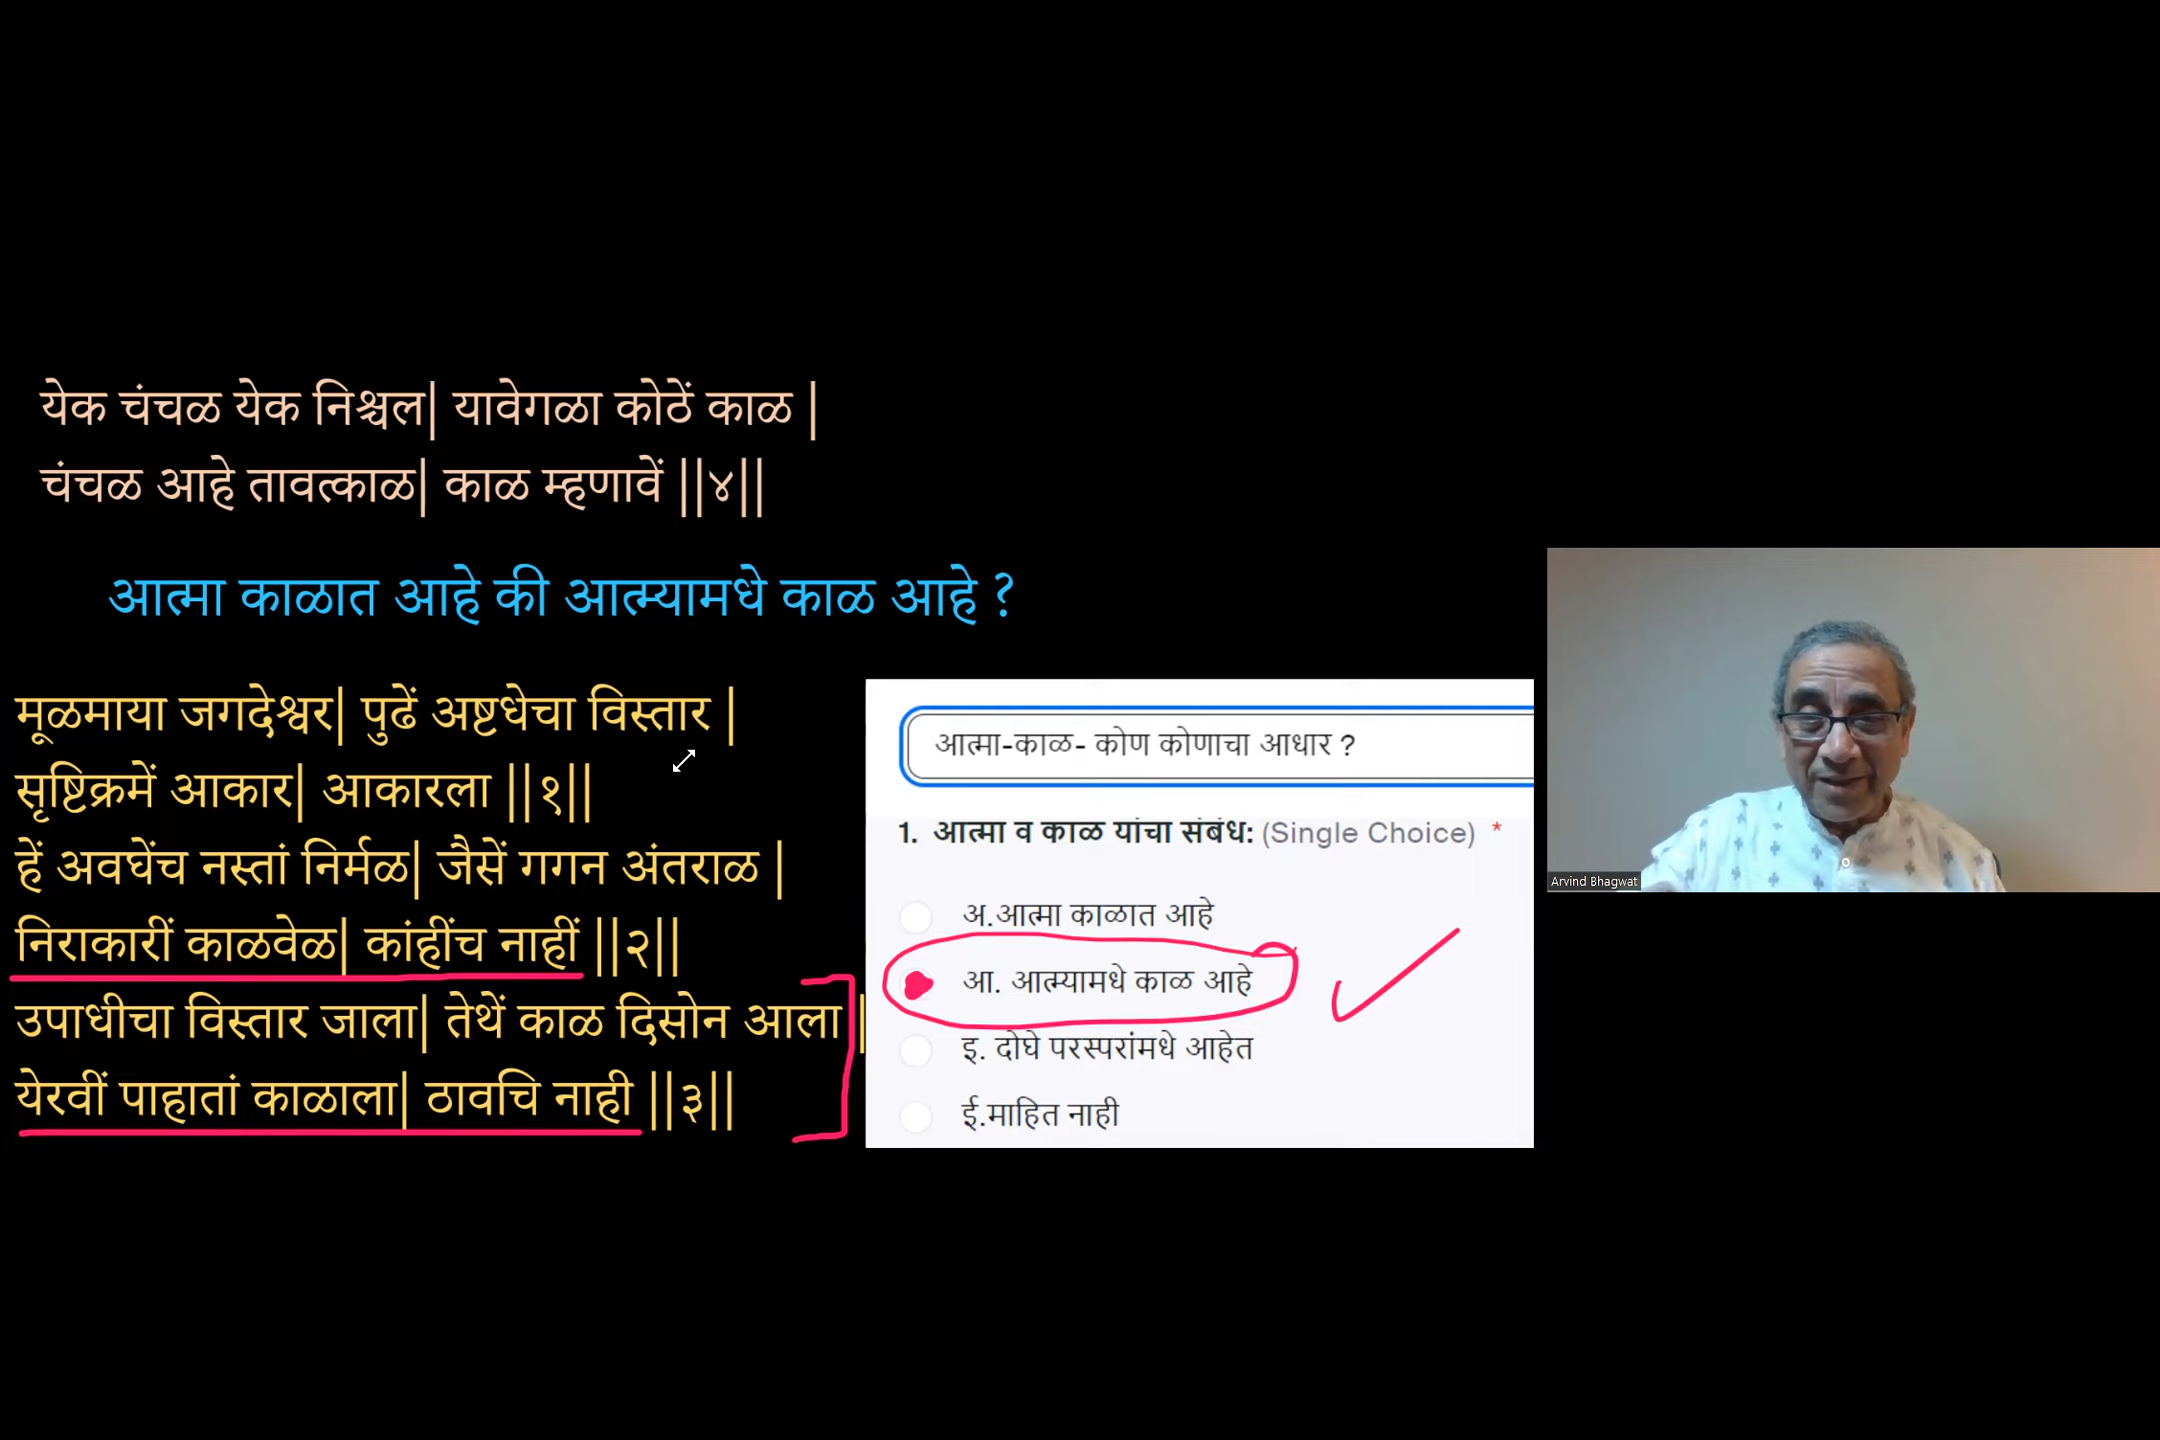 येक चंचळ येक निश्चल| यावेगळा कोठें काळ |
चंचळ आहे तावत्काळ| काळ म्हणावें ||४||
आत्मा काळात आहे की आत्म्यामधे काळ आहे ?
मूळमाया जगदेश्वर| पुढें अष्टधेचा विस्तार |
सृष्टिक्रमें आकार| आकारला ||१||
हें अवघेंच नस्तां निर्मळ| जैसें गगन अंतराळ |
निराकारीं काळवेळ| कांहींच नाहीं ||२||
उपाधीचा विस्तार जाला| तेथें काळ दिसोन आला |
येरवीं पाहातां काळाला| ठावचि नाही ||३||
आत्मा-काळ- कोण कोणाचा आधार ?
1. आत्मा व काळ यांचा संबंध: (Single Choice) *
अ.आत्मा काळात आहे
आ. आत्म्यामधे काळ आहे
इ. दोघे परस्परांमधे आहेत
ई.माहित नाही
Arvind Bhagwat